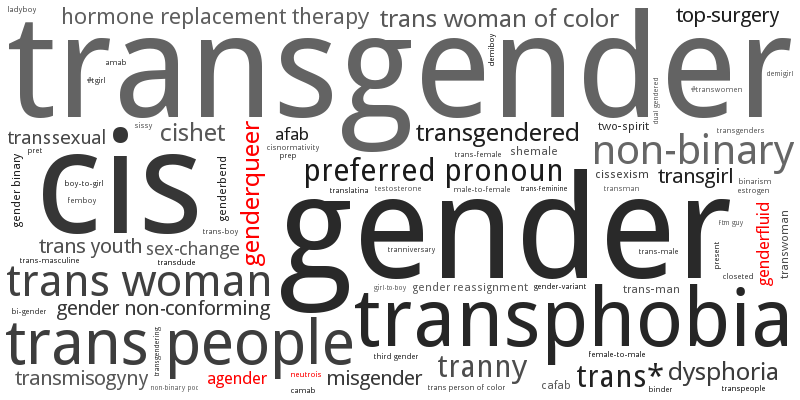 ladyboy
hormone replacement therapy
trans woman of color
top-surgery
transgender
amab
#tgirl
demiboy
demigirl
#transwomen
dual gendered
transsexual
sissy
cishet
genderqueer
afab
cisnormativity
prep
transgendered
two-spirit
transgenders
non-binary
pret
cis
gender binary
boy-to-girl
femboy
genderbend
trans-female
shemale
preferred pronoun
cissexism
transgirl
binarism
estrogen
translatina
testosterone
male-to-female
trans-feminine
transman
gender
trans-boy
ftm guy
genderfluid
transwoman
trans youth
sex-change
tranniversary
trans-male
present
trans-masculine
transdude
trans woman
closeted
girl-to-boy
gender reassignment
gender-variant
trans-man
bi-gender
gender non-conforming
transphobia
trans people
transgendering
third gender
female-to-male
tranny
trans*
dysphoria
transmisogyny
non-binary poc
agender
neutrois
camab
misgender
trans person of color
cafab
binder
transpeople